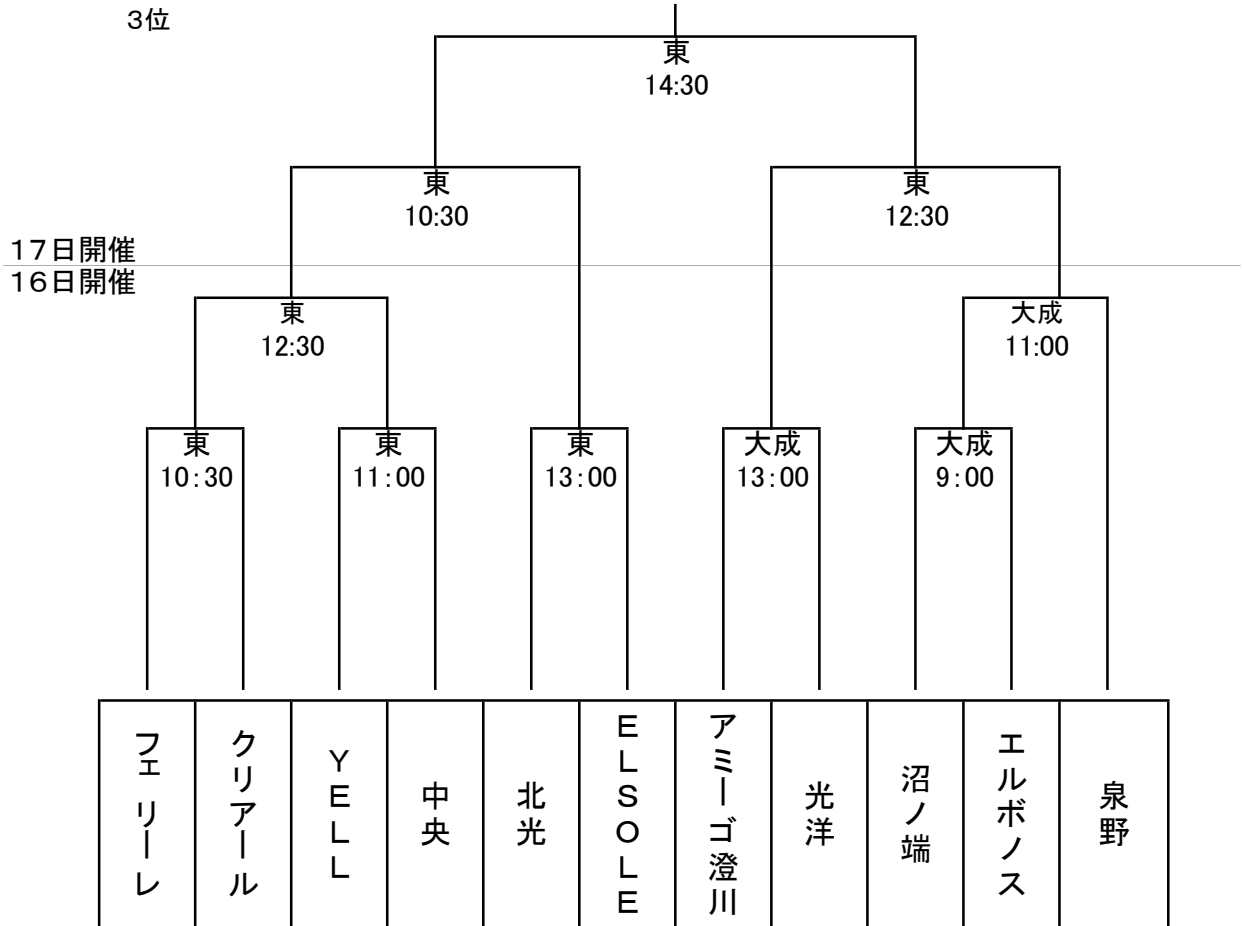 3位
東
14:30
東
10:30
東
12:30
17日開催
16日開催
東
12:30
大成
11:00
東
10:30
東
11:00
東
13:00
大成
13:00
大成
9:00
フェリーレ
クリアール
YELL
中央
北光
ELSOLE
アミーゴ澄川
光洋
沼ノ端
エルボノス
泉野